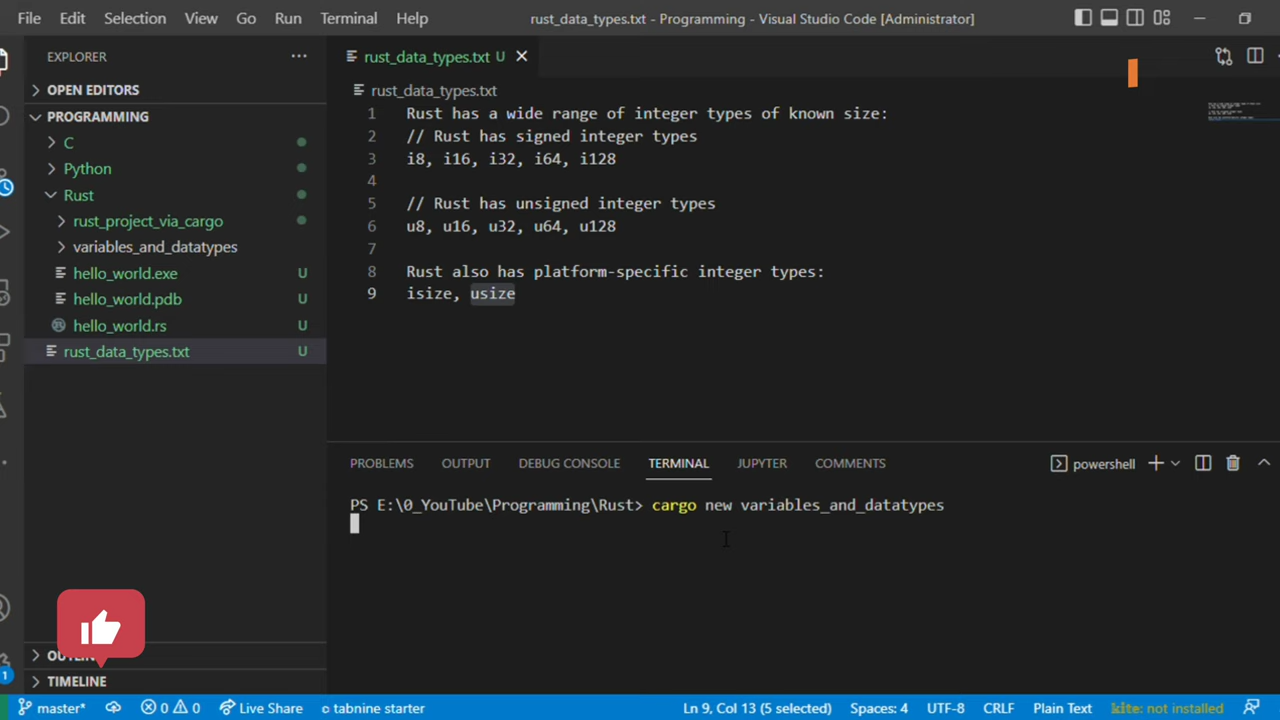 File Edit Selection View Go Run Terminal Help rust_data_types.txt - Programming - Visual Studio Code [Administrator]
EXPLORER
rust_data_types.txt U
OPEN EDITORS
rust_data_types.txt
PROGRAMMING
C
Python
Rust
rust_project_via_cargo
variables_and_datatypes
hello_world.exe U
hello_world.pdb U
hello_world.rs U
rust_data_types.txt U
1 Rust has a wide range of integer types of known size:
2 // Rust has signed integer types
3 i8, i16, i32, i64, i128
4
5 // Rust has unsigned integer types
6 u8, u16, u32, u64, u128
7
8 Rust also has platform-specific integer types:
9 isize, usize
PROBLEMS OUTPUT DEBUG CONSOLE TERMINAL JUPYTER COMMENTS powershell
PS E:\0_YouTube\Programming\Rust> cargo new variables_and_datatypes
TIMELINE
1
master* 0 0 Live Share tabnine starter Ln 9, Col 13 (5 selected) Spaces: 4 UTF-8 CRLF Plain Text kite: not installed